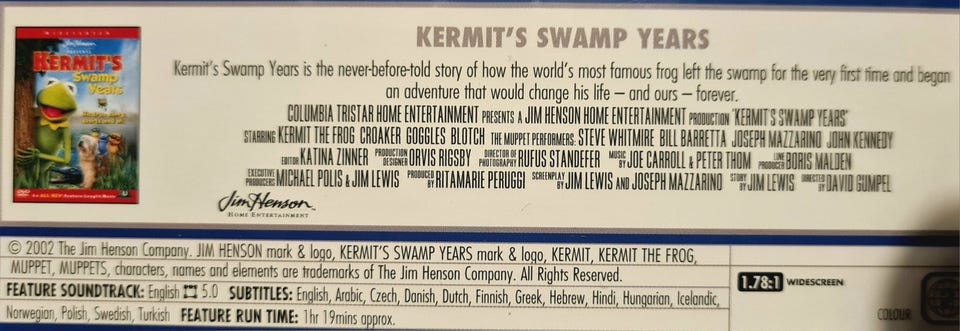 WIDESCREEN
Jim Henson
KERMIT'S
Swamp
Years
DVD
KERMIT'S SWAMP YEARS
Kermit's Swamp Years is the never-before-told story of how the world's most famous frog left the swamp for the very first time and began
an adventure that would change his life – and ours – forever.
COLUMBIA TRISTAR HOME ENTERTAINMENT PRESENTS A JIM HENSON HOME ENTERTAINMENT PRODUCTION 'KERMIT'S SWAMP YEARS'
STARRING KERMIT THE FROG CROAKER GOGGLES BLOTCH THE MUPPET PERFORMERS: STEVE WHITMIRE BILL BARRETTA JOSEPH MAZZARINO JOHN KENNEDY
EDITOR KATINA ZINNER PRODUCTION DESIGNER ORVIS RIGSBY DIRECTOR OF PHOTOGRAPHY RUFUS STANDEFER MUSIC BY JOE CARROLL & PETER THOM LINE PRODUCER BORIS MALDEN
EXECUTIVE PRODUCERS MICHAEL POLIS & JIM LEWIS PRODUCED BY RITAMARIE PERUGGI SCREENPLAY BY JIM LEWIS AND JOSEPH MAZZARINO STORY BY JIM LEWIS DIRECTED BY DAVID GUMPEL
Jim Henson
HOME ENTERTAINMENT
© 2002 The Jim Henson Company. JIM HENSON mark & logo, KERMIT'S SWAMP YEARS mark & logo, KERMIT, KERMIT THE FROG,
MUPPET, MUPPETS, characters, names and elements are trademarks of The Jim Henson Company. All Rights Reserved.
FEATURE SOUNDTRACK: English 5.0 SUBTITLES: English, Arabic, Czech, Danish, Dutch, Finnish, Greek, Hebrew, Hindi, Hungarian, Icelandic,
Norwegian, Polish, Swedish, Turkish FEATURE RUN TIME: 1hr 19mins approx.
1.78:1 WIDESCREEN
COLOUR